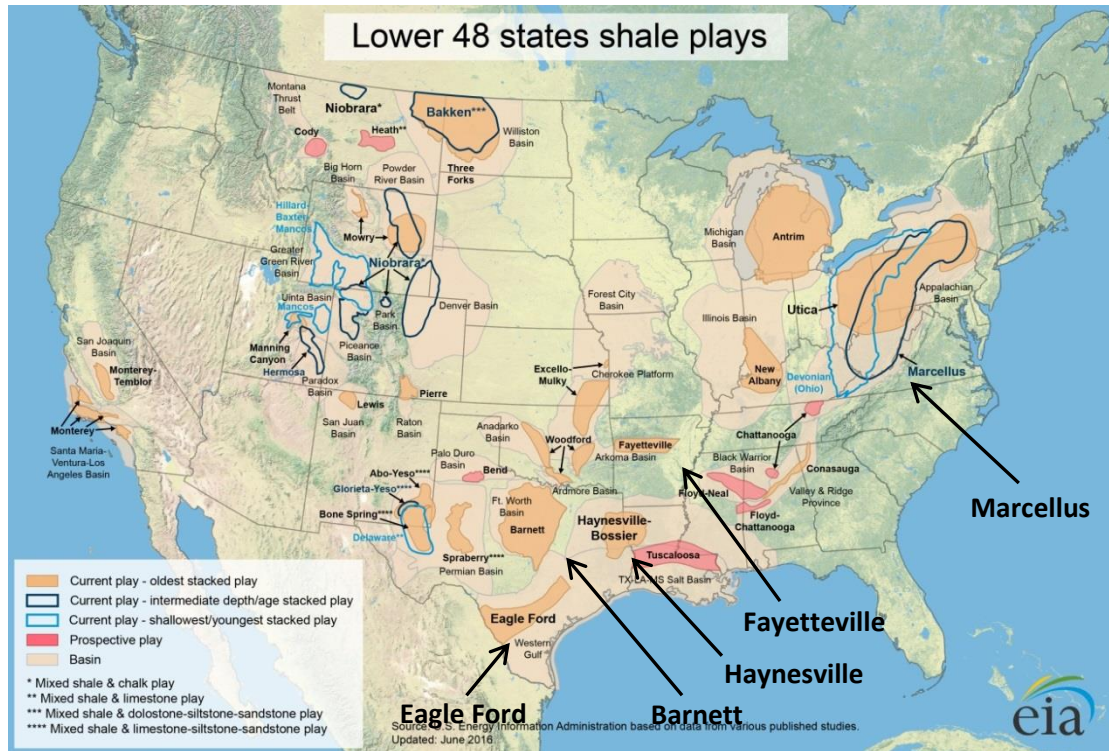 Lower 48 states shale plays
Montana
Thrust
Belt
Niobrara*
Bakken***
Cody
Heath**
Williston
Basin
Big Horn
Basin
Powder
River Basin
Three
Forks
Hillard-
Baxter-
Mancos
Mowry
Greater
Green River
Basin
Niobrara*
Michigan
Basin
Antrim
Uinta Basin
Mancos
Park
Basin
Denver Basin
Forest City
Basin
Illinois Basin
Utica
Appalachian
Basin
San Joaquin
Basin
Monterey-
Temblor
Manning
Canyon
Hermosa
Piceance
Basin
Paradox
Basin
Excello-
Mulky
Cherokee Platform
New
Albany
Devonian
(Ohio)
Marcellus
Monterey
Santa Maria-
Ventura-Los
Angeles Basin
Lewis
San Juan
Basin
Pierre
Raton
Basin
Anadarko
Basin
Woodford
Fayetteville
Arkoma Basin
Chattanooga
Black Warrior
Basin
Palo Duro
Basin
Bend
Abo-Yeso****
Glorieta-Yeso****
Bone Spring****
Delaware**
Ardmore Basin
Floyd-Neal
Conasauga
Valley & Ridge
Province
Floyd-
Chattanooga
Marcellus
Ft. Worth
Basin
Barnett
Haynesville-
Bossier
Spraberry****
Permian Basin
Tuscaloosa
TX-LA-MS Salt Basin
Eagle Ford
Western
Gulf
Fayetteville
Haynesville
Eagle Ford
Barnett
Current play - oldest stacked play
Current play - intermediate depth/age stacked play
Current play - shallowest/youngest stacked play
Prospective play
Basin
* Mixed shale & chalk play
** Mixed shale & limestone play
*** Mixed shale & dolostone-siltstone-sandstone play
**** Mixed shale & limestone-siltstone-sandstone play
Source: U.S. Energy Information Administration based on data from various published studies.
Updated: June 2016
eia